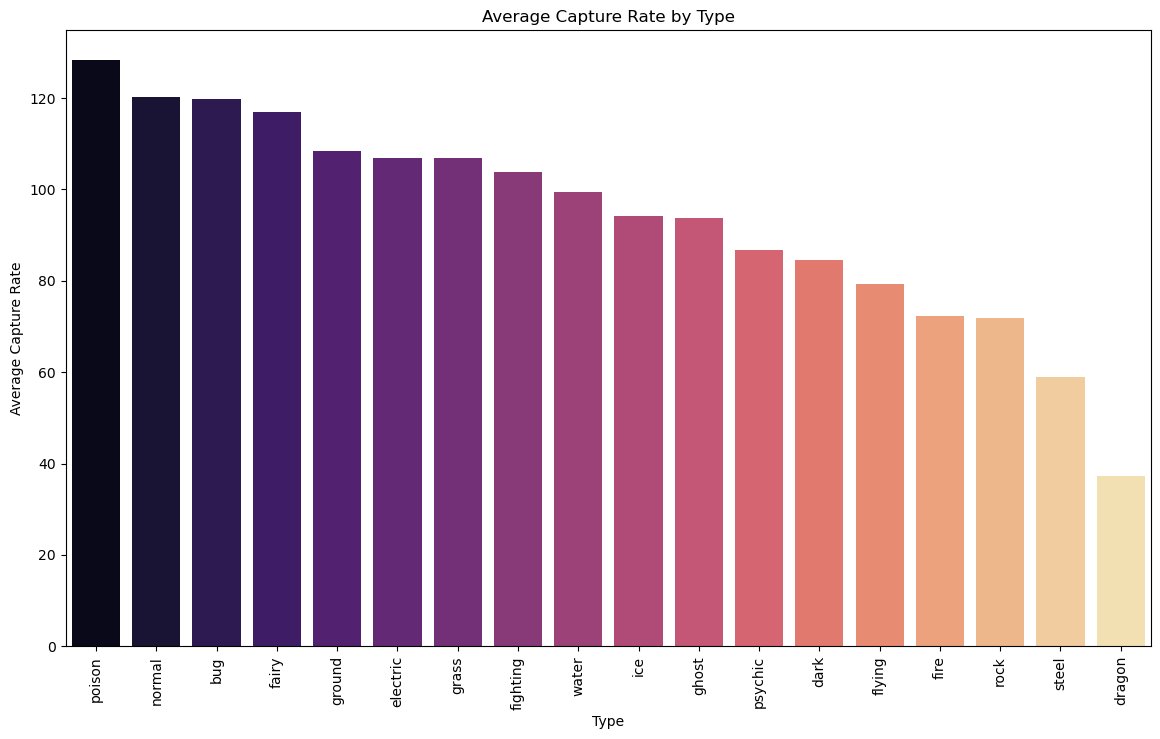 Average Capture Rate by Type
Average Capture Rate
120
100
80
60
40
20
0
poison
normal
bug
fairy
ground
electric
grass
fighting
water
ice
ghost
psychic
dark
flying
fire
rock
steel
dragon
Type